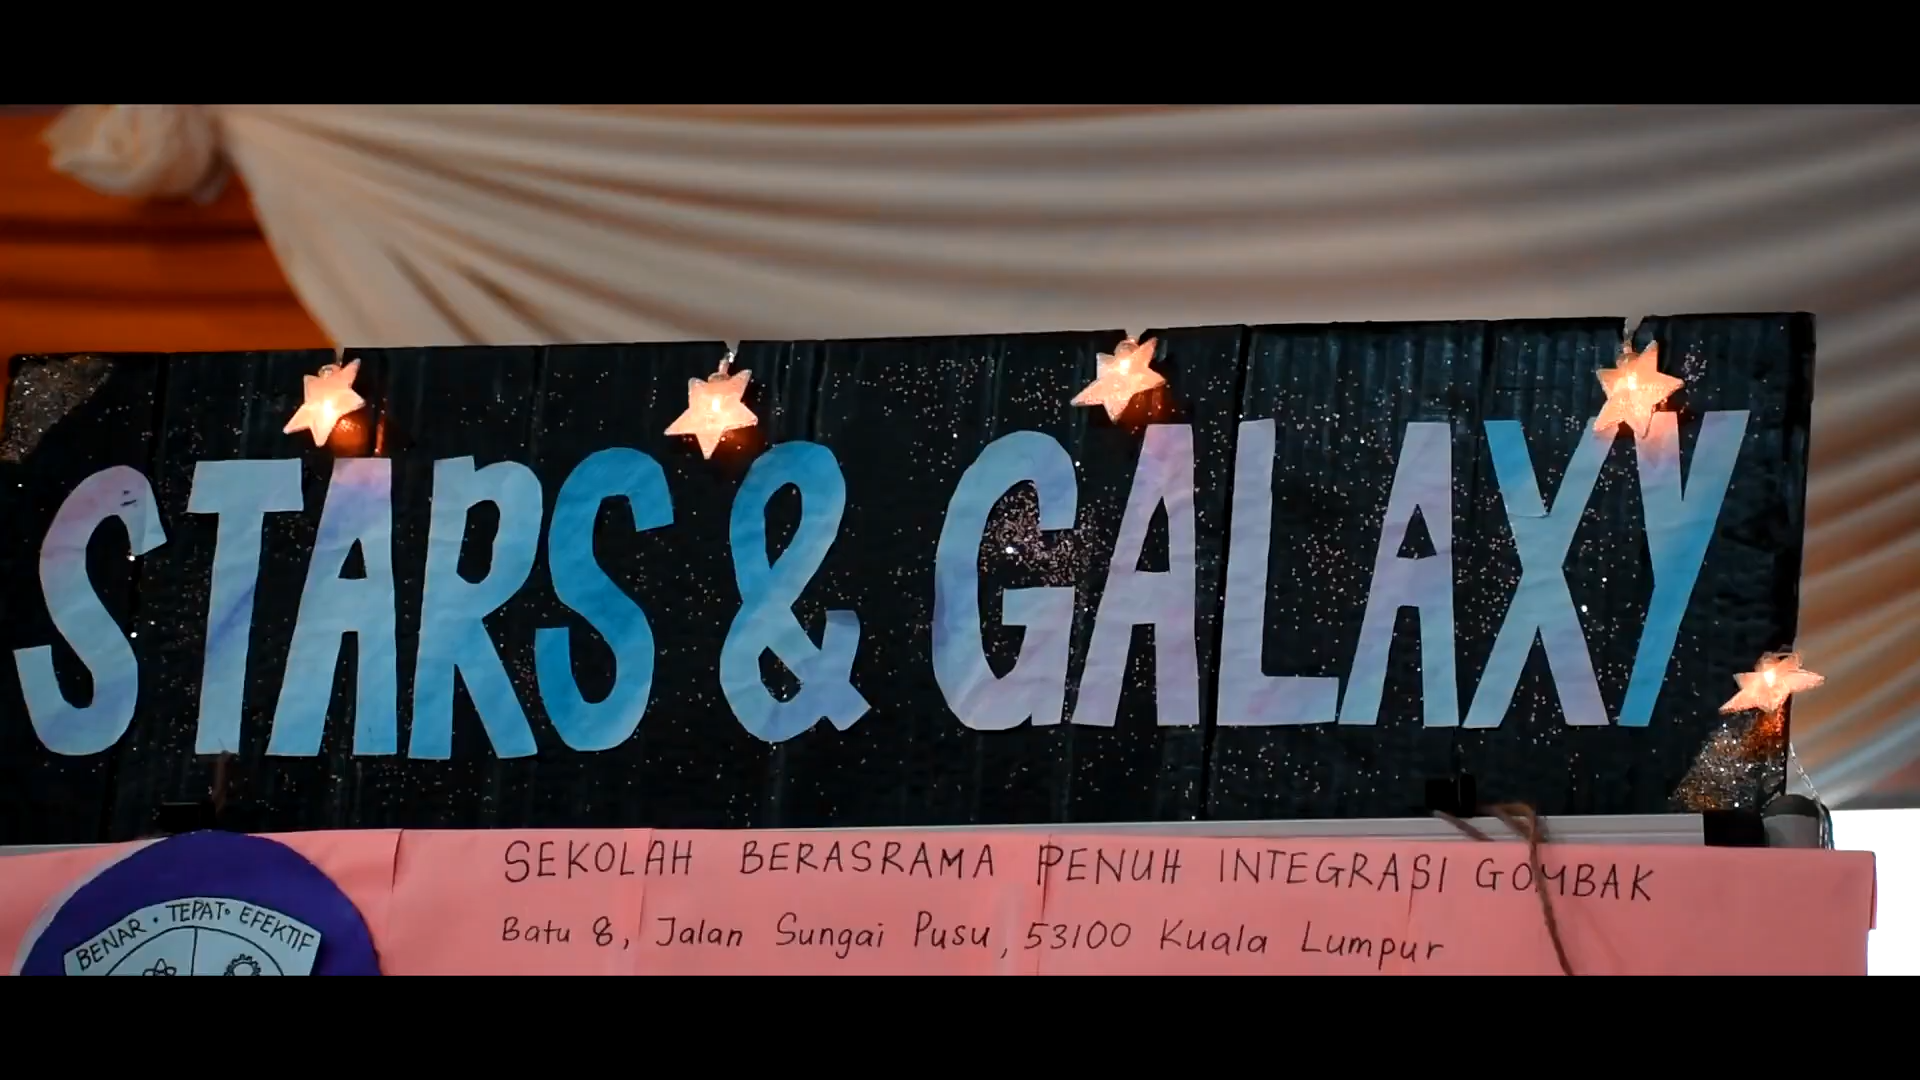 STARS & GALAXY
SEKOLAH BERASRAMA PENUH INTEGRASI GOMBAK
Batu 8, Jalan Sungai Pusu, 53100 Kuala Lumpur
BENAR • TEPAT • EFEKTIF